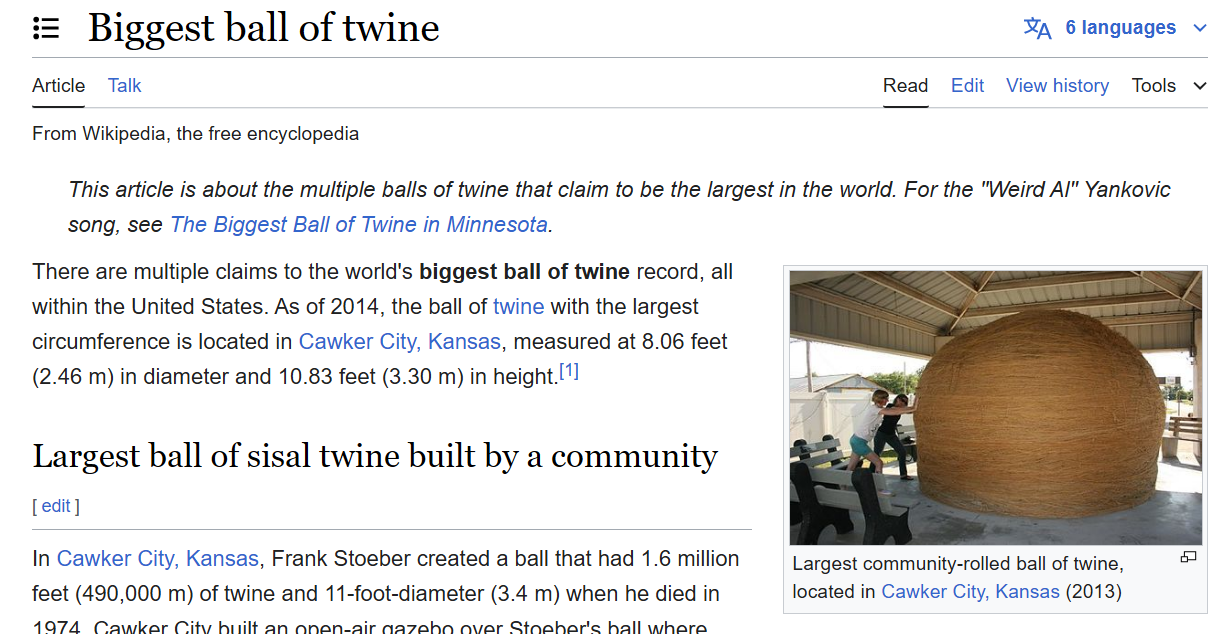 Biggest ball of twine
6 languages
Article Talk
Read Edit View history Tools
From Wikipedia, the free encyclopedia
This article is about the multiple balls of twine that claim to be the largest in the world. For the "Weird Al" Yankovic
song, see The Biggest Ball of Twine in Minnesota.
There are multiple claims to the world's biggest ball of twine record, all
within the United States. As of 2014, the ball of twine with the largest
circumference is located in Cawker City, Kansas, measured at 8.06 feet
(2.46 m) in diameter and 10.83 feet (3.30 m) in height.[1]
Largest ball of sisal twine built by a community
[ edit ]
In Cawker City, Kansas, Frank Stoeber created a ball that had 1.6 million
feet (490,000 m) of twine and 11-foot-diameter (3.4 m) when he died in
1974. Cawker City built an open-air gazebo over Stoeber's ball where
Largest community-rolled ball of twine,
located in Cawker City, Kansas (2013)